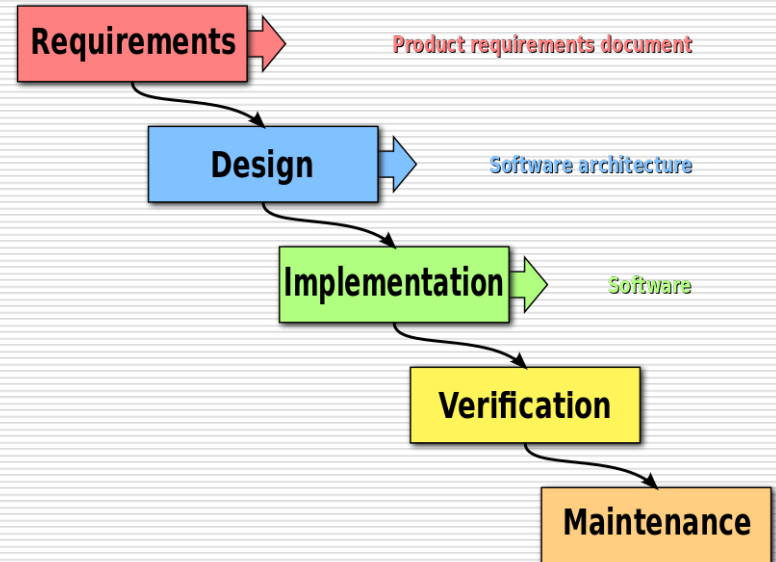 Requirements
Product requirements document
Design
Software architecture
Implementation
Software
Verification
Maintenance